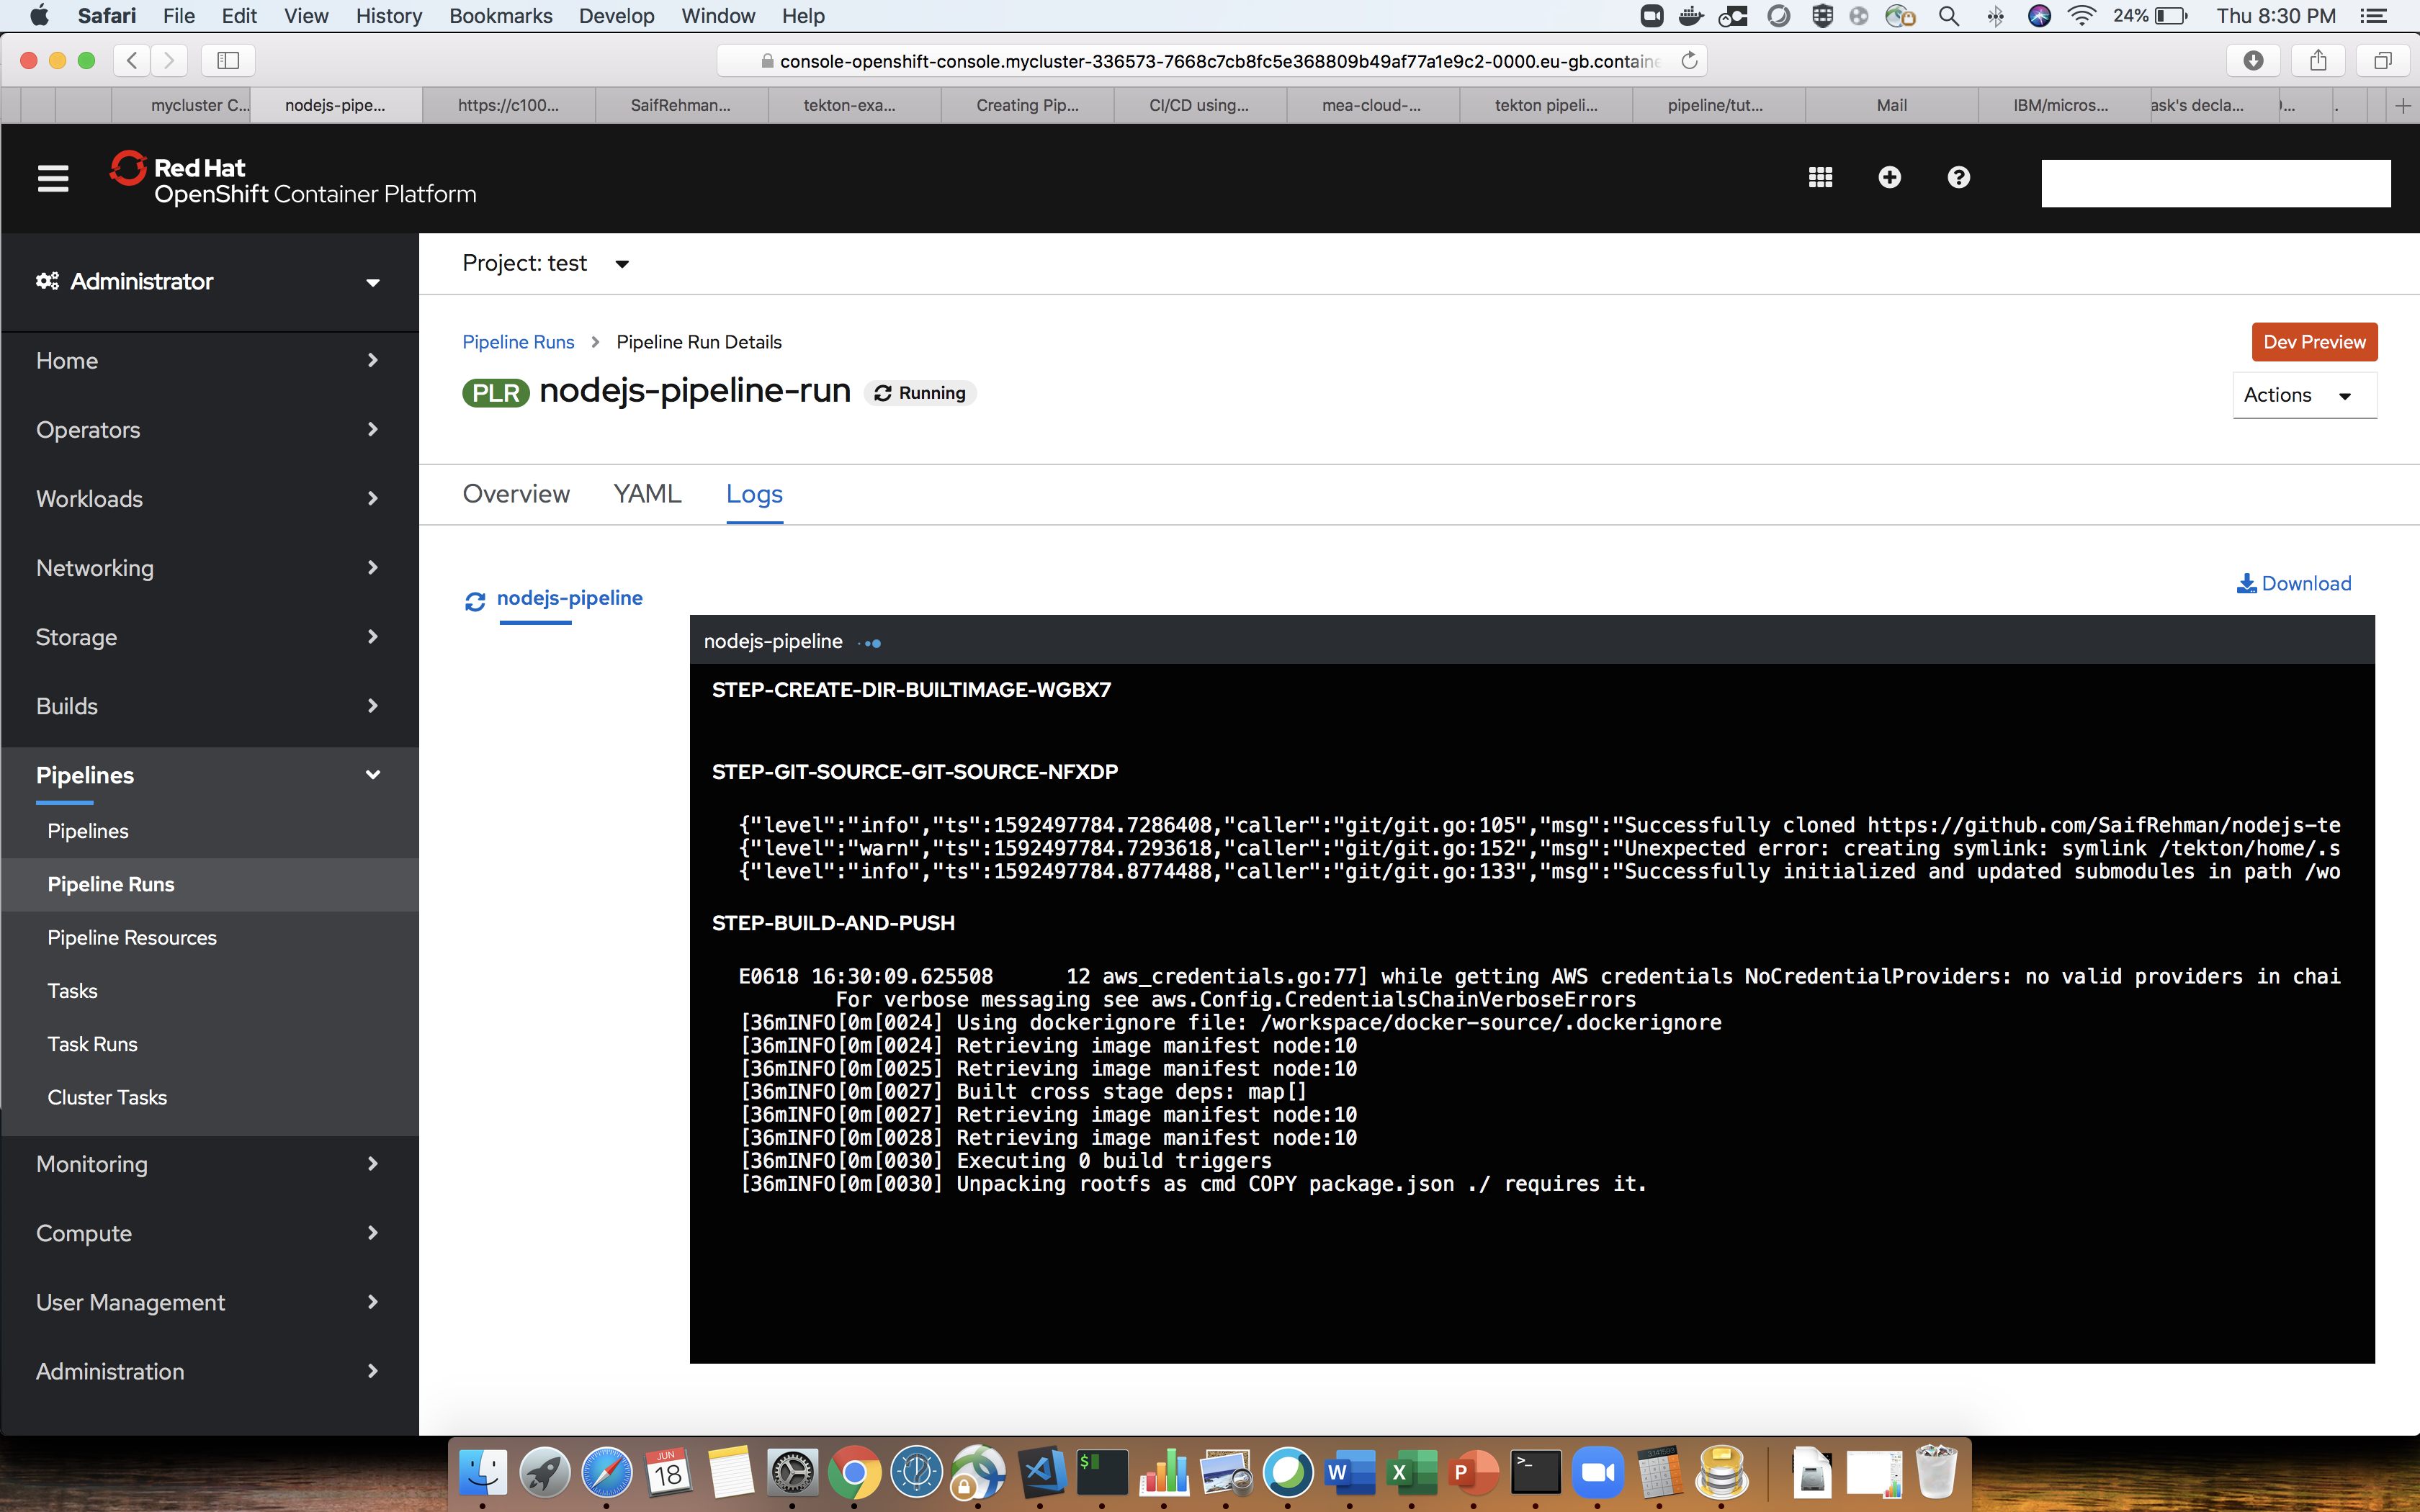 Safari File Edit View History Bookmarks Develop Window Help 24% Thu 8:30 PM
console-openshift-console.mycluster-336573-7668c7cb8fc5e368809b49af77a1e9c2-0000.eu-gb.containe
mycluster C... nodejs-pipe... https://c100... SaifRehman... tekton-exa... Creating Pip... CI/CD using... mea-cloud-... tekton pipeli... pipeline/tut... Mail IBM/micros... ask's decla...
Red Hat
OpenShift Container Platform
Administrator
Home
Operators
Workloads
Networking
Storage
Builds
Pipelines
Pipelines
Pipeline Runs
Pipeline Resources
Tasks
Task Runs
Cluster Tasks
Monitoring
Compute
User Management
Administration
Project: test
Pipeline Runs > Pipeline Run Details
Dev Preview
PLR nodejs-pipeline-run Running
Actions
Overview YAML Logs
Download
nodejs-pipeline
nodejs-pipeline
STEP-CREATE-DIR-BUILTIMAGE-WGBX7
STEP-GIT-SOURCE-GIT-SOURCE-NFXDP
{"level":"info","ts":1592497784.7286408,"caller":"git/git.go:105","msg":"Successfully cloned https://github.com/SaifRehman/nodejs-te
{"level":"warn","ts":1592497784.7293618,"caller":"git/git.go:152","msg":"Unexpected error: creating symlink: symlink /tekton/home/.s
{"level":"info","ts":1592497784.8774488,"caller":"git/git.go:133","msg":"Successfully initialized and updated submodules in path /wo
STEP-BUILD-AND-PUSH
E0618 16:30:09.625508 12 aws_credentials.go:77] while getting AWS credentials NoCredentialProviders: no valid providers in chai
For verbose messaging see aws.Config.CredentialsChainVerboseErrors
[36mINFO[0m[0024] Using dockerignore file: /workspace/docker-source/.dockerignore
[36mINFO[0m[0024] Retrieving image manifest node:10
[36mINFO[0m[0025] Retrieving image manifest node:10
[36mINFO[0m[0027] Built cross stage deps: map[]
[36mINFO[0m[0027] Retrieving image manifest node:10
[36mINFO[0m[0028] Retrieving image manifest node:10
[36mINFO[0m[0030] Executing 0 build triggers
[36mINFO[0m[0030] Unpacking rootfs as cmd COPY package.json ./ requires it.
JUN
18
$
W
X
P
>_